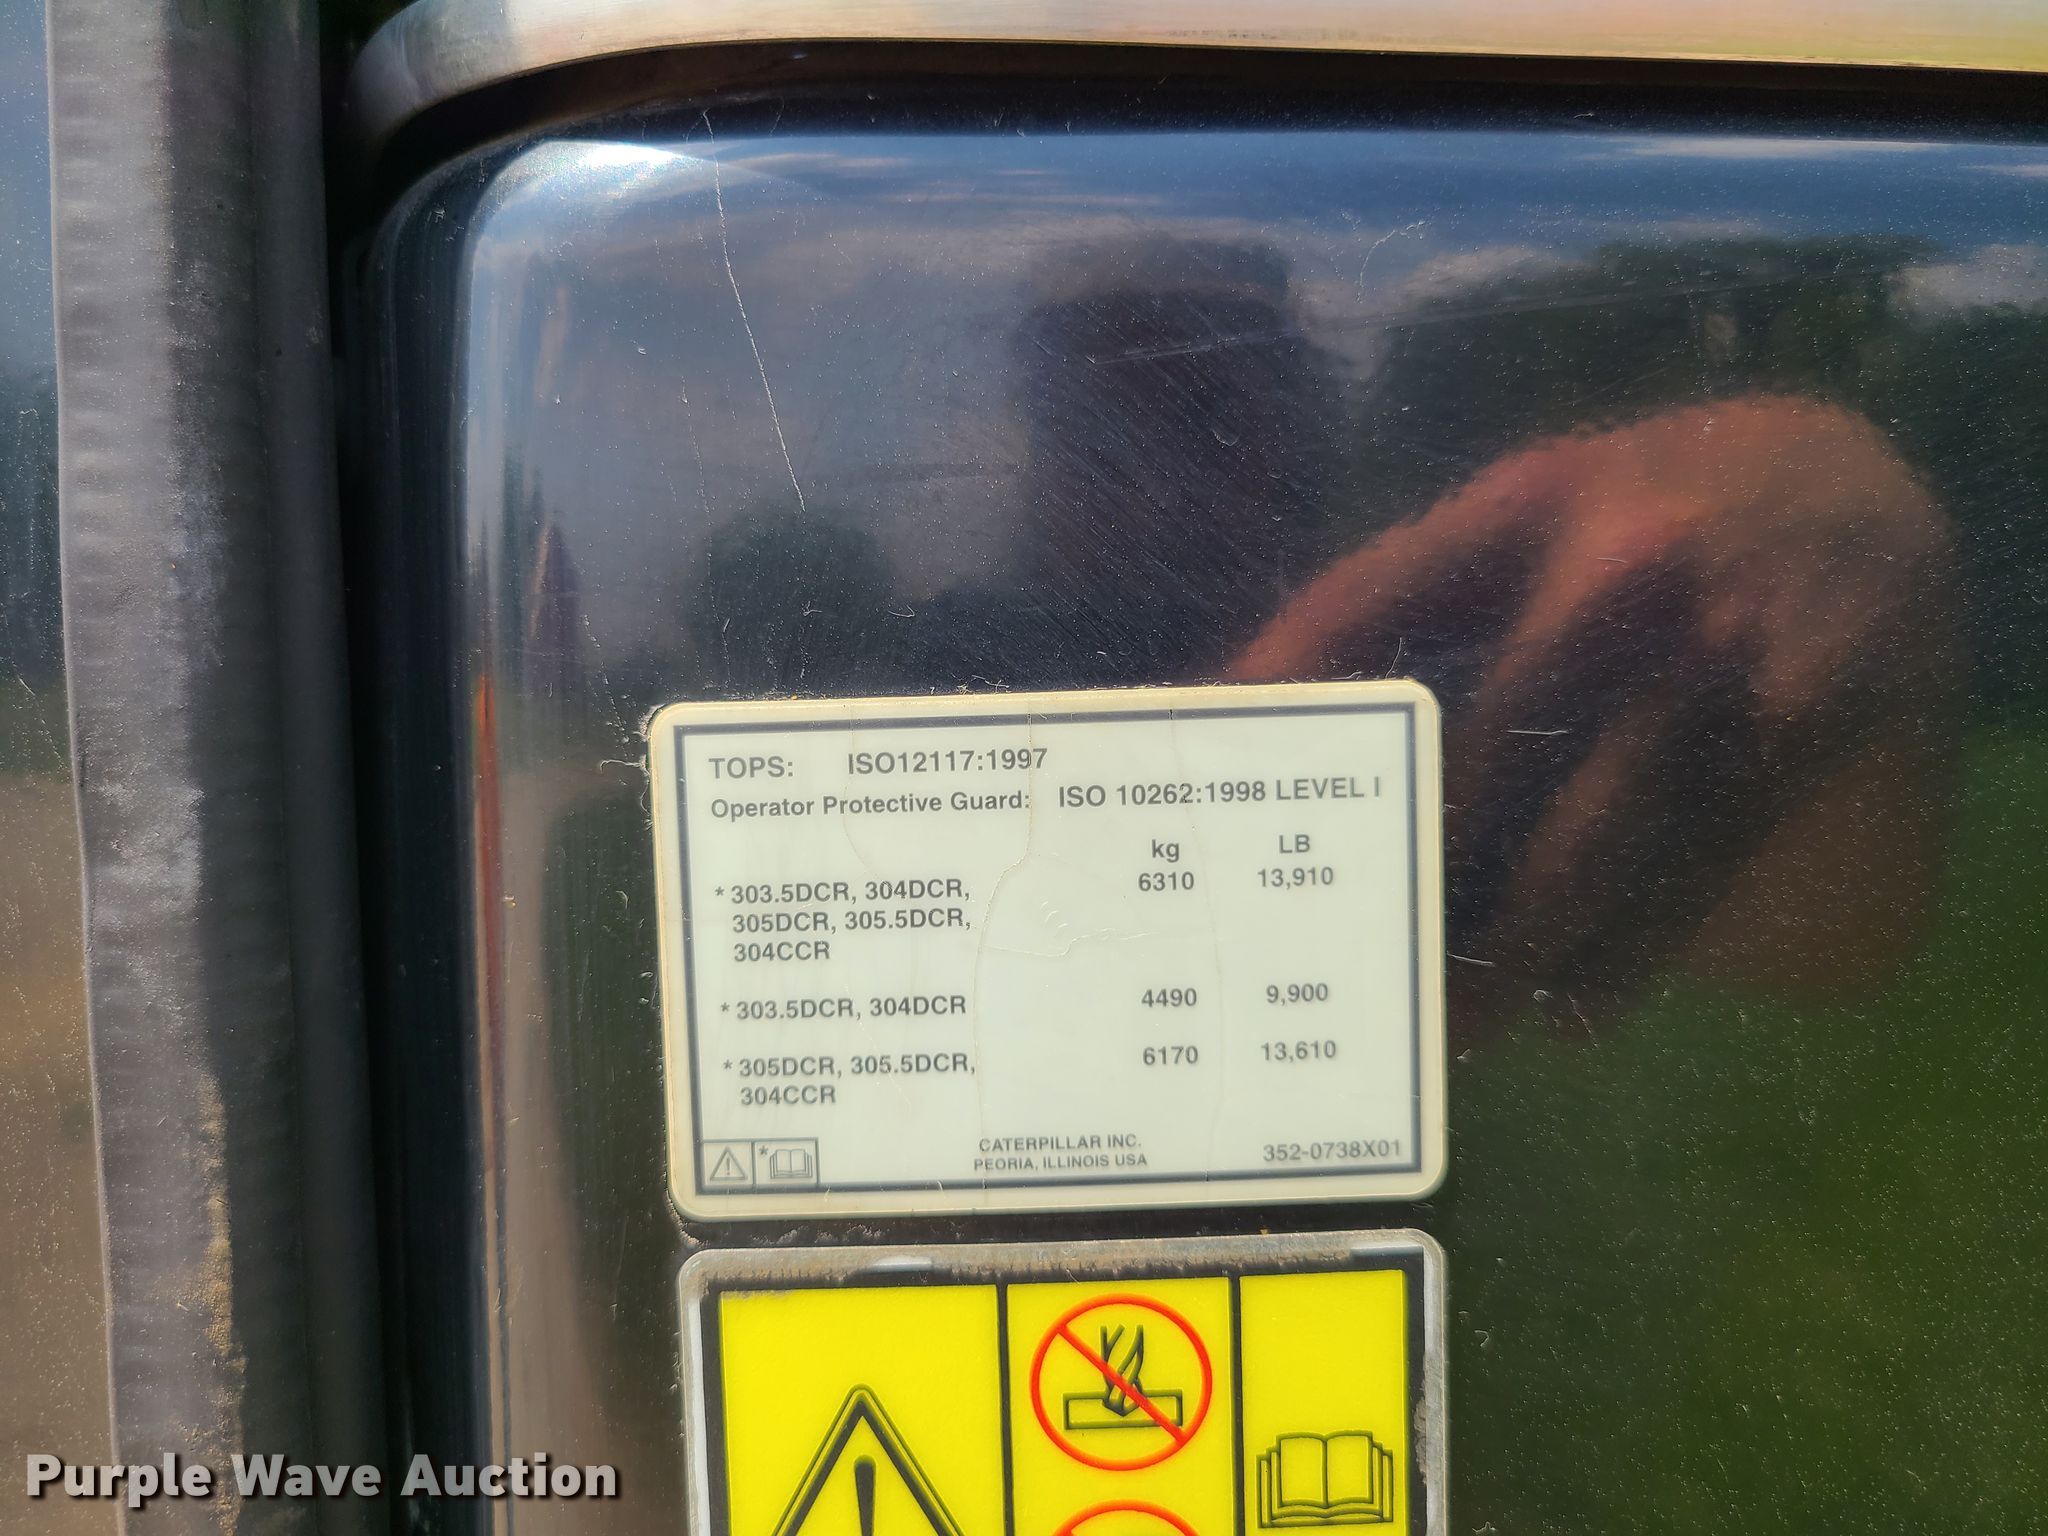 TOPS: ISO12117:1997
Operator Protective Guard: ISO 10262:1998 LEVEL I
kg LB
* 303.5DCR, 304DCR, 6310 13,910
305DCR, 305.5DCR,
304CCR
* 303.5DCR, 304DCR 4490 9,900
* 305DCR, 305.5DCR, 6170 13,610
304CCR
*
CATERPILLAR INC.
PEORIA, ILLINOIS USA
352-0738X01
Purple Wave Auction